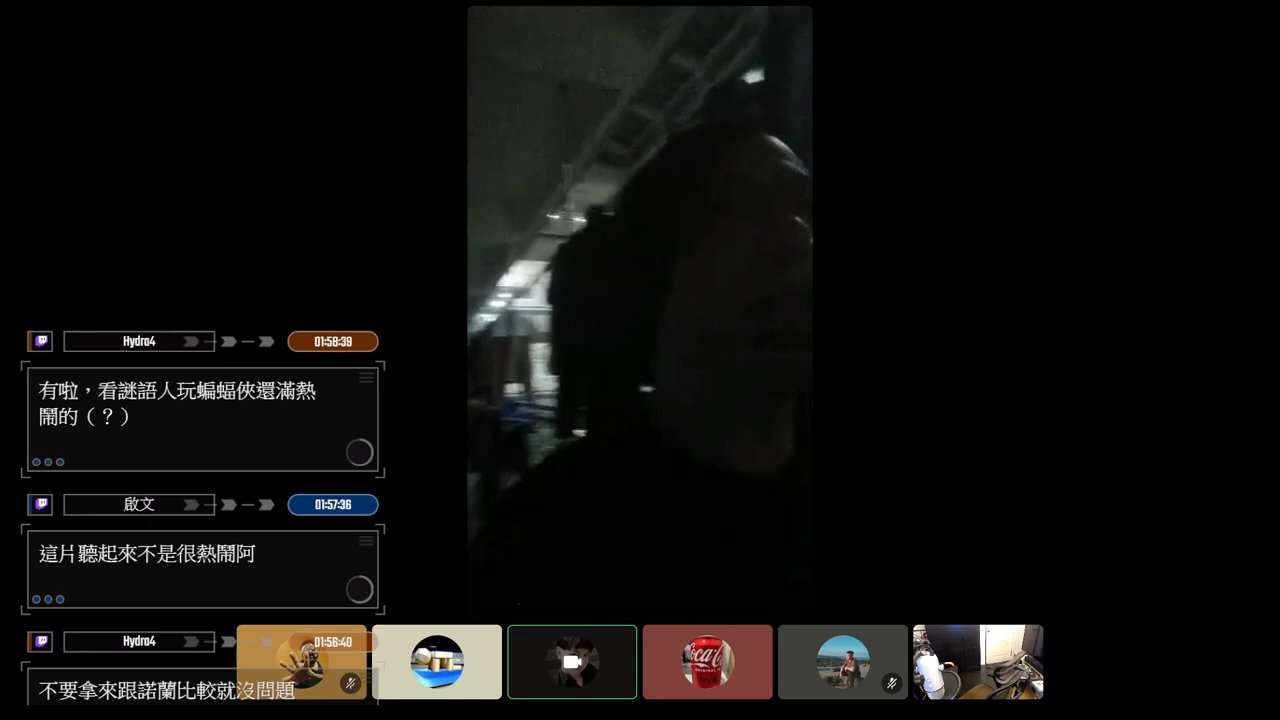 Hydra4
01:58:39
有啦，看謎語人玩蝙蝠俠還滿熱
鬧的（？）
啟文
01:57:36
這片聽起來不是很熱鬧阿
Hydra4
01:56:40
不要拿來跟諾蘭比較就沒問題
Coca-Cola